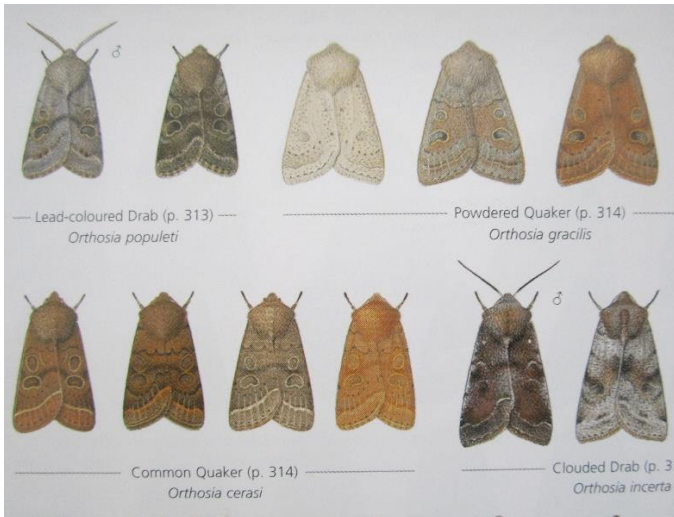 ♂
Lead-coloured Drab (p. 313)
Orthosia populeti
Powdered Quaker (p. 314)
Orthosia gracilis
♂
Common Quaker (p. 314)
Orthosia cerasi
Clouded Drab (p. 3
Orthosia incerta